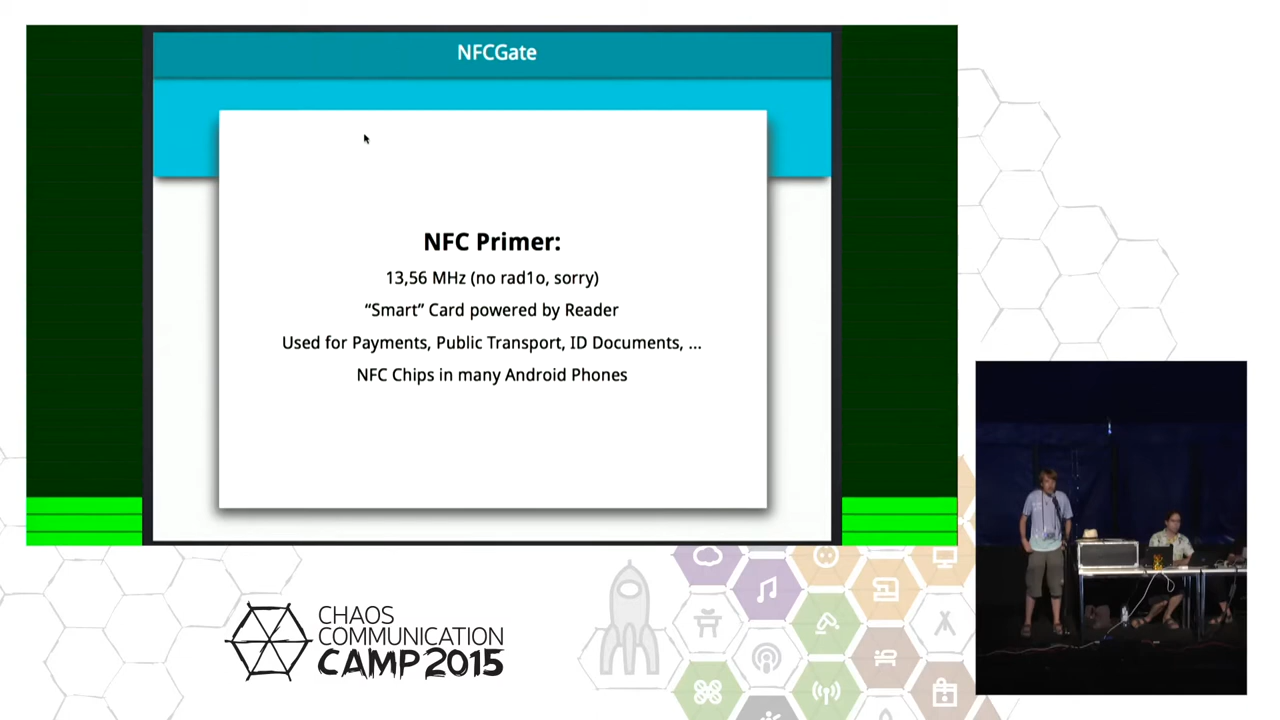 NFCGate
NFC Primer:
13,56 MHz (no rad1o, sorry)
“Smart” Card powered by Reader
Used for Payments, Public Transport, ID Documents, ...
NFC Chips in many Android Phones
CHAOS
COMMUNICATION
CAMP 2015